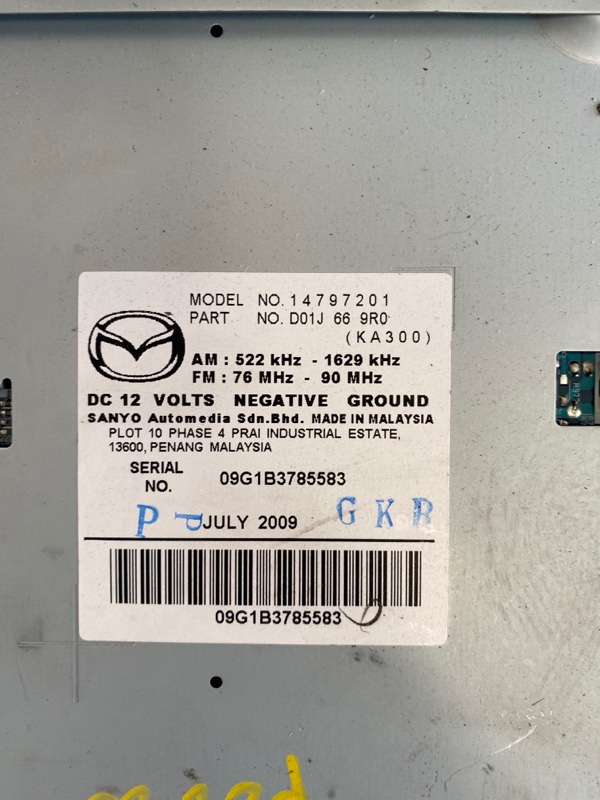 MODEL NO. 14797201
PART NO. D01J 66 9R0
(KA300)
AM : 522 kHz - 1629 kHz
FM : 76 MHz - 90 MHz
DC 12 VOLTS NEGATIVE GROUND
SANYO Automedia Sdn.Bhd. MADE IN MALAYSIA
PLOT 10 PHASE 4 PRAI INDUSTRIAL ESTATE,
13600, PENANG MALAYSIA
SERIAL NO. 09G1B3785583
P P JULY 2009 G K R
09G1B3785583